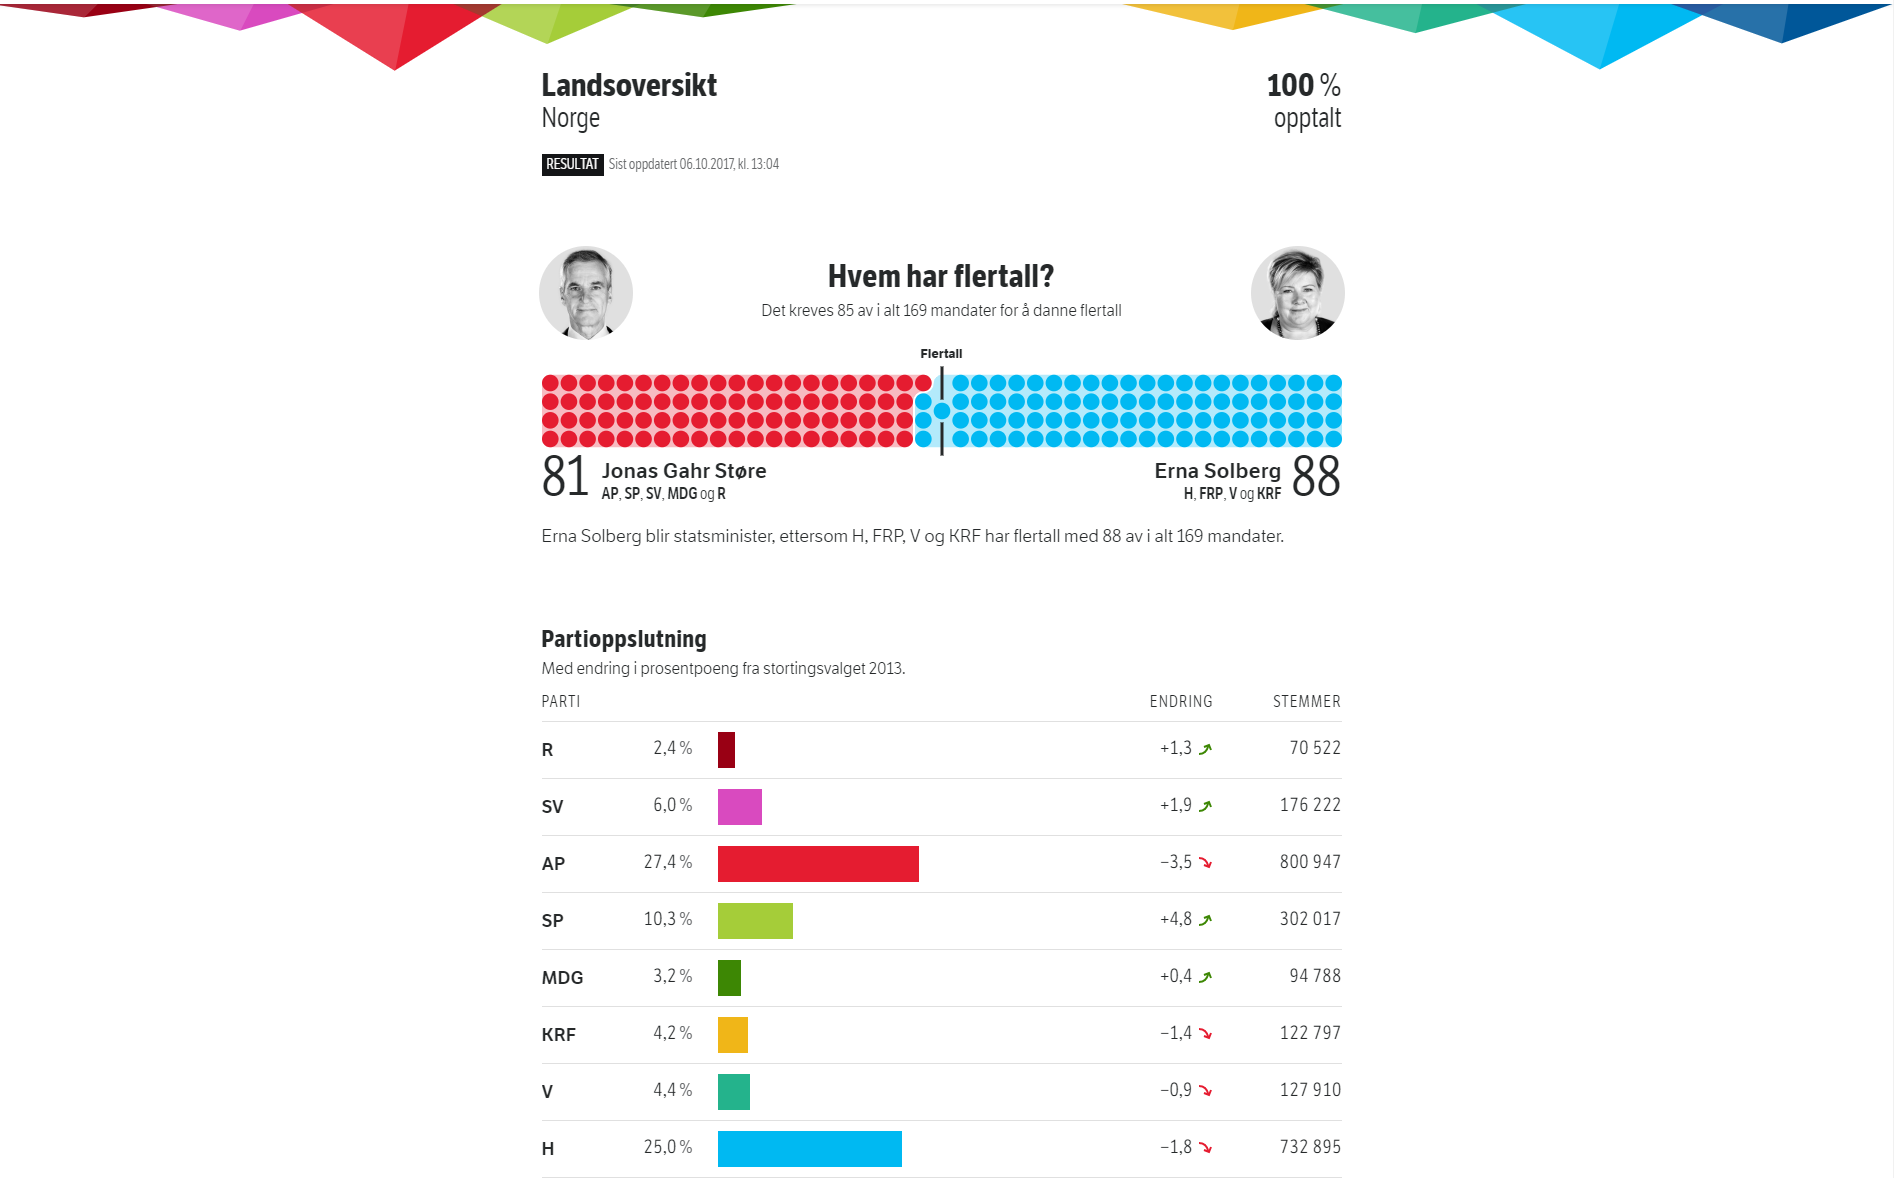 Landsoversikt
Norge
100 %
opptalt
RESULTAT Sist oppdatert 06.10.2017, kl. 13:04
Hvem har flertall?
Det kreves 85 av i alt 169 mandater for å danne flertall
Flertall
81 Jonas Gahr Støre
AP, SP, SV, MDG og R
Erna Solberg 88
H, FRP, V og KRF
Erna Solberg blir statsminister, ettersom H, FRP, V og KRF har flertall med 88 av i alt 169 mandater.
Partioppslutning
Med endring i prosentpoeng fra stortingsvalget 2013.
PARTI ENDRING STEMMER
R 2,4 % +1,3 70 522
SV 6,0 % +1,9 176 222
AP 27,4 % −3,5 800 947
SP 10,3 % +4,8 302 017
MDG 3,2 % +0,4 94 788
KRF 4,2 % −1,4 122 797
V 4,4 % −0,9 127 910
H 25,0 % −1,8 732 895